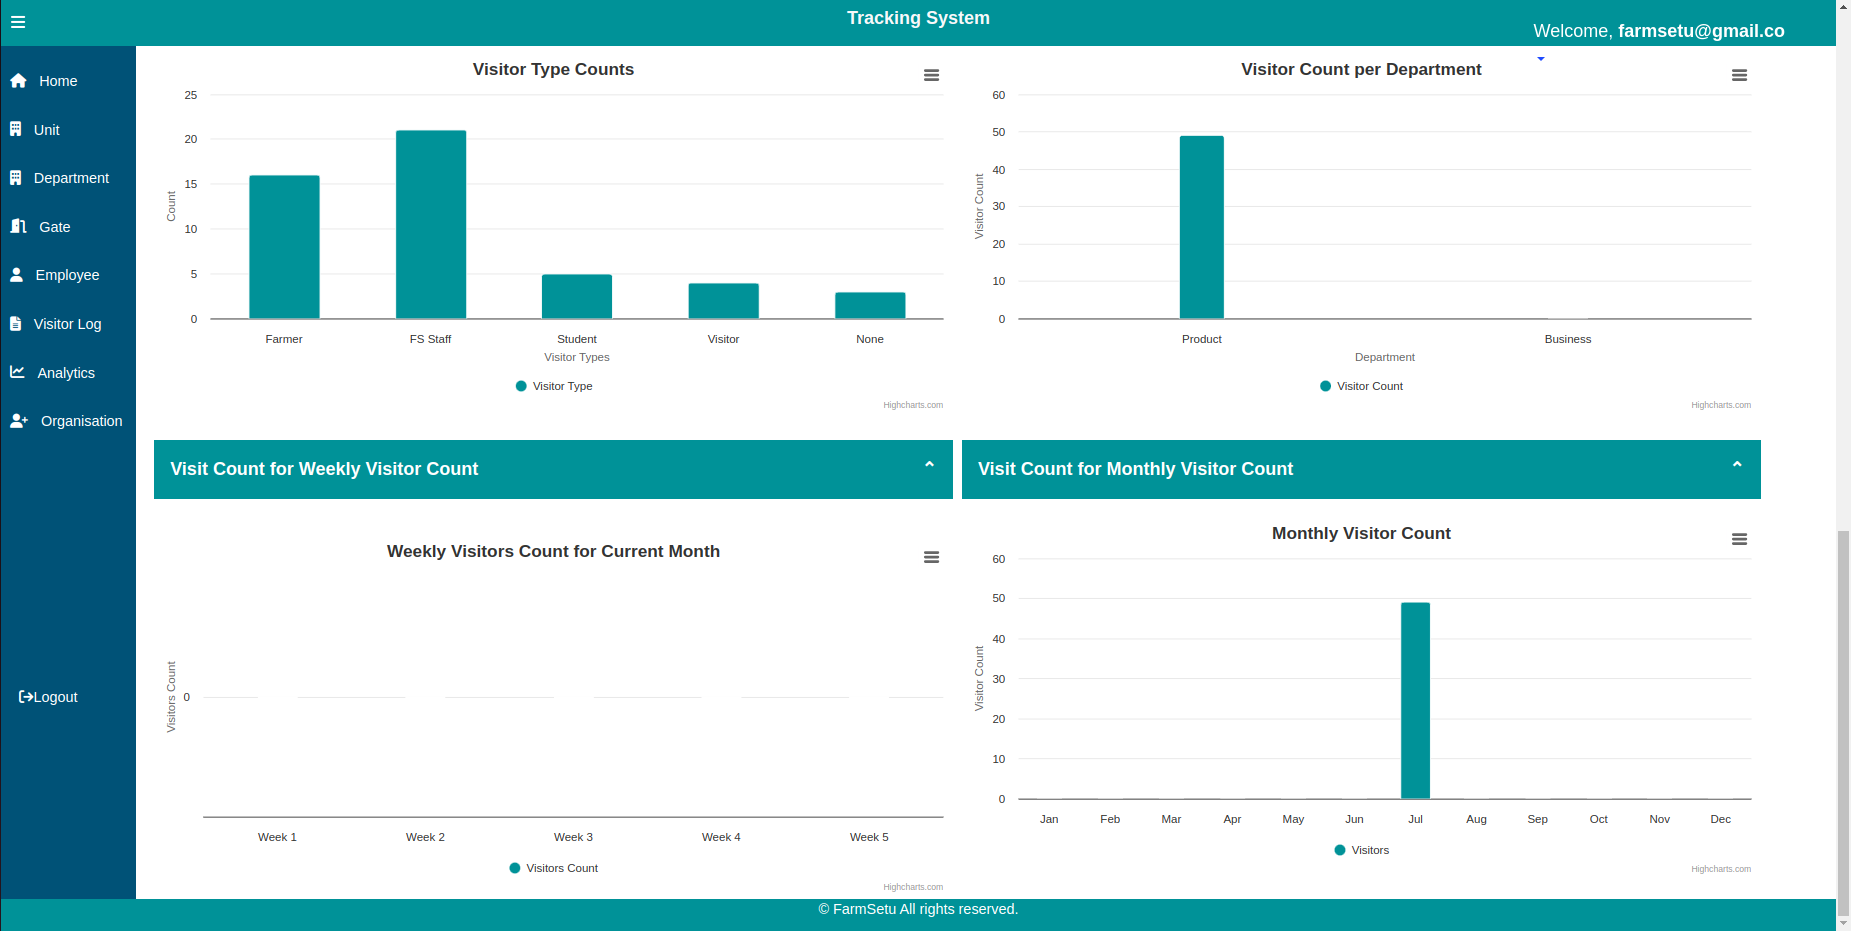 Tracking System
Welcome, farmsetu@gmail.co
Home
Unit
Department
Gate
Employee
Visitor Log
Analytics
Organisation
Logout
Visitor Type Counts
25
20
15
10
5
0
Count
Farmer FS Staff Student Visitor None
Visitor Types
Visitor Type
Highcharts.com
Visitor Count per Department
60
50
40
30
20
10
0
Visitor Count
Product Business
Department
Visitor Count
Highcharts.com
Visit Count for Weekly Visitor Count
Visit Count for Monthly Visitor Count
Weekly Visitors Count for Current Month
0
Visitors Count
Week 1 Week 2 Week 3 Week 4 Week 5
Visitors Count
Highcharts.com
Monthly Visitor Count
60
50
40
30
20
10
0
Visitor Count
Jan Feb Mar Apr May Jun Jul Aug Sep Oct Nov Dec
Visitors
Highcharts.com
© FarmSetu All rights reserved.